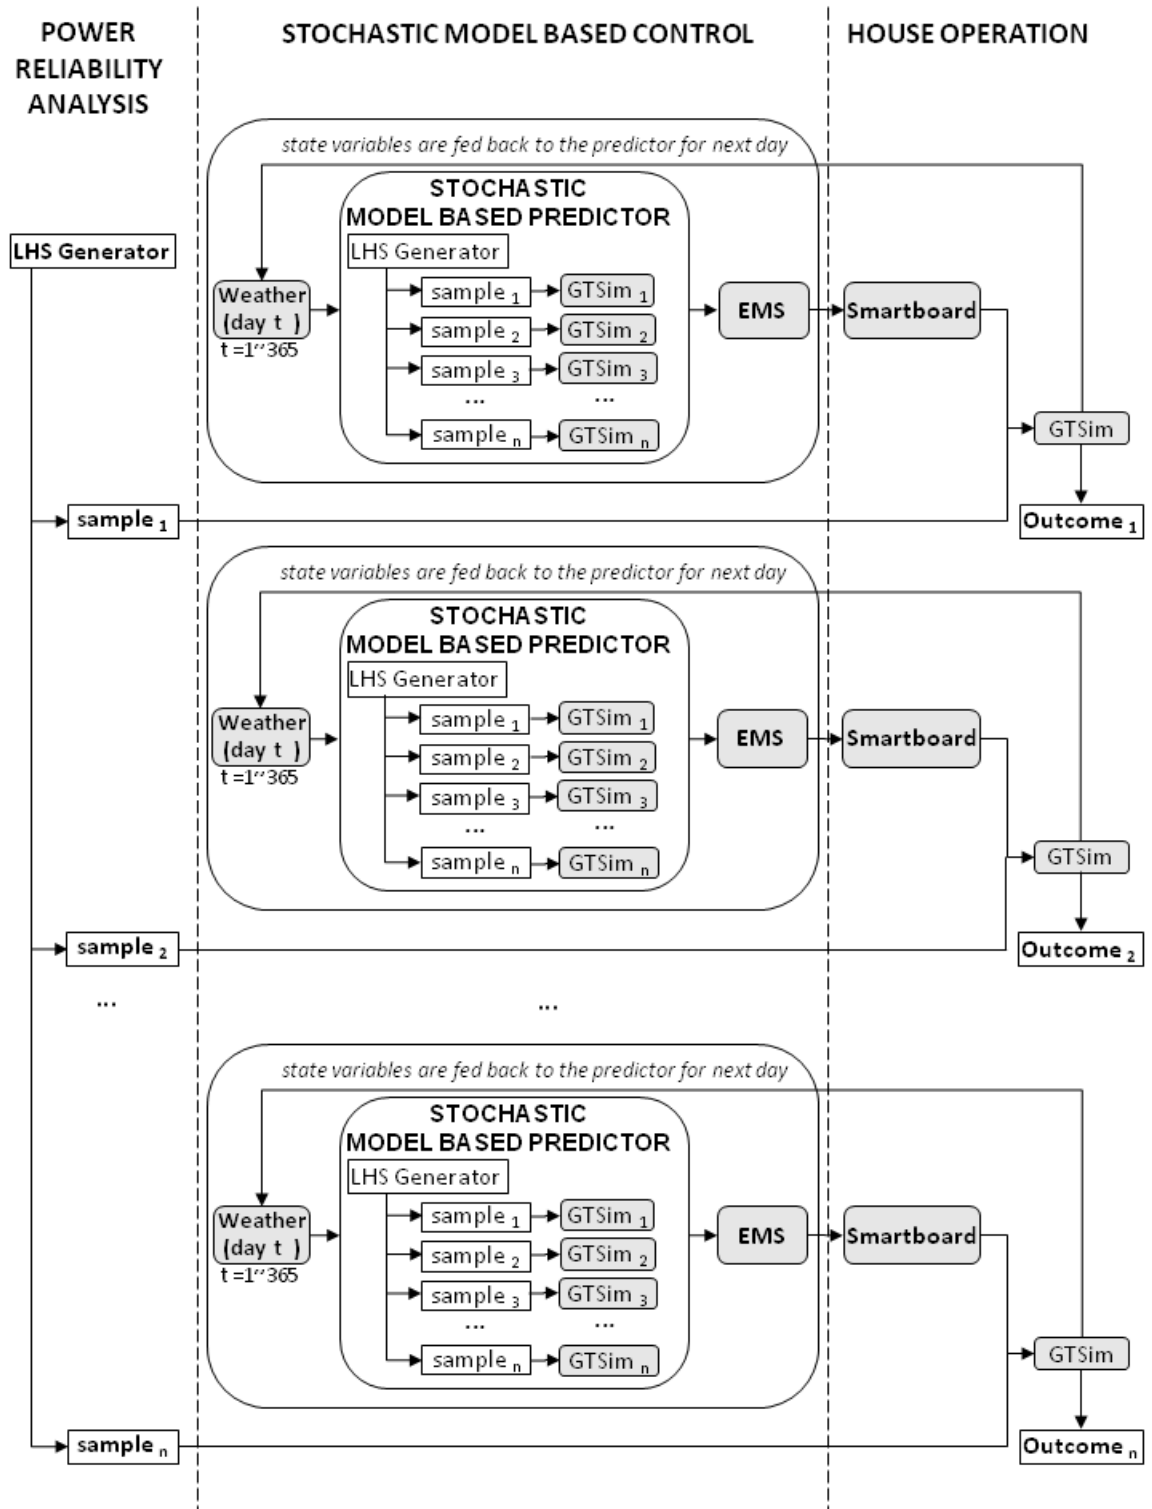 POWER
RELIABILITY
ANALYSIS
STOCHASTIC MODEL BASED CONTROL
HOUSE OPERATION
LHS Generator
state variables are fed back to the predictor for next day
STOCHASTIC
MODEL BASED PREDICTOR
LHS Generator
Weather
(day t )
t =1~365
sample 1
GTSim 1
sample 2
GTSim 2
sample 3
GTSim 3
...
...
sample n
GTSim n
EMS
Smartboard
GTSim
sample 1
Outcome 1
state variables are fed back to the predictor for next day
STOCHASTIC
MODEL BASED PREDICTOR
LHS Generator
Weather
(day t )
t =1~365
sample 1
GTSim 1
sample 2
GTSim 2
sample 3
GTSim 3
...
...
sample n
GTSim n
EMS
Smartboard
GTSim
sample 2
Outcome 2
...
...
state variables are fed back to the predictor for next day
STOCHASTIC
MODEL BASED PREDICTOR
LHS Generator
Weather
(day t )
t =1~365
sample 1
GTSim 1
sample 2
GTSim 2
sample 3
GTSim 3
...
...
sample n
GTSim n
EMS
Smartboard
GTSim
sample n
Outcome n